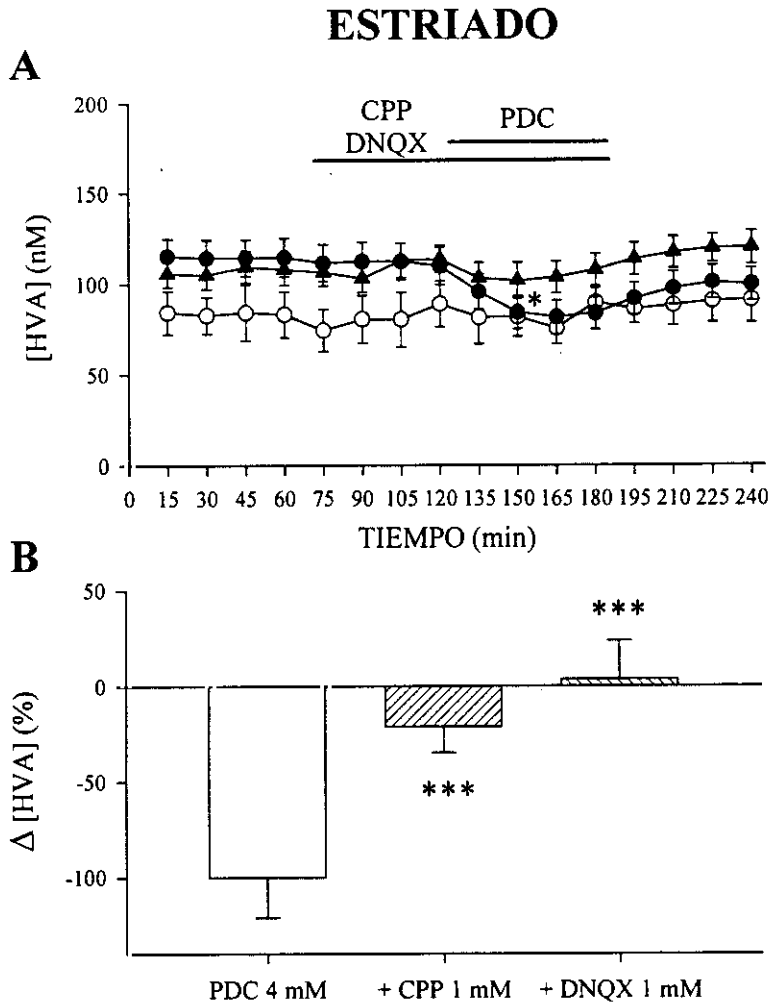 ESTRIADO
A
200
150
100
50
0
[HVA] (nM)
CPP
DNQX
PDC
*
0 15 30 45 60 75 90 105 120 135 150 165 180 195 210 225 240
TIEMPO (min)
B
50
0
-50
-100
Δ [HVA] (%)
***
***
PDC 4 mM + CPP 1 mM + DNQX 1 mM